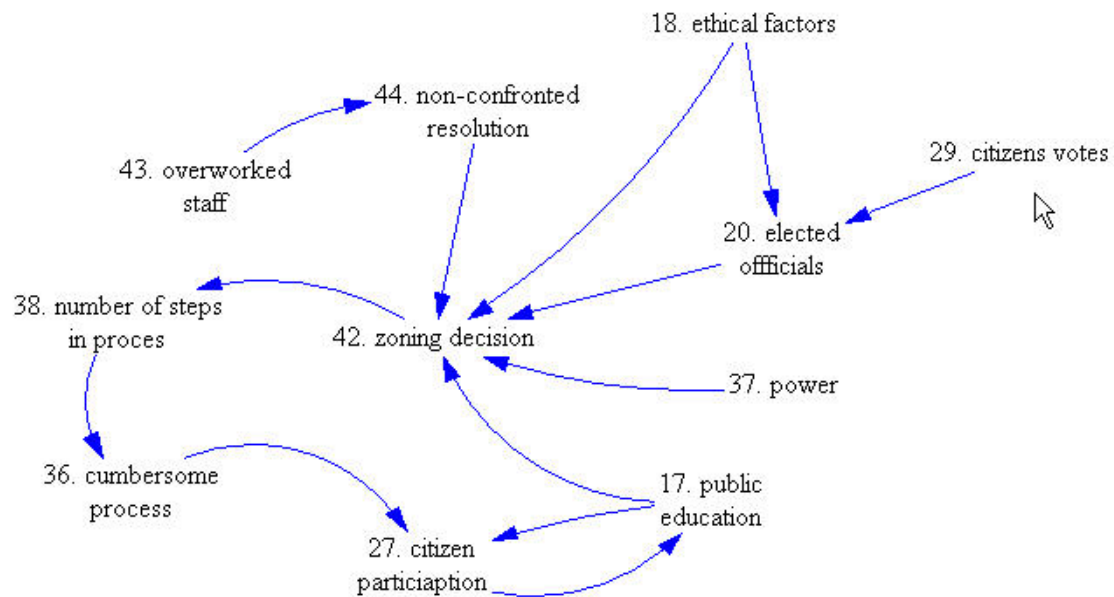 18. ethical factors
44. non-confronted
resolution
43. overworked
staff
29. citizens votes
20. elected
offficials
38. number of steps
in proces
42. zoning decision
37. power
36. cumbersome
process
17. public
education
27. citizen
particiaption